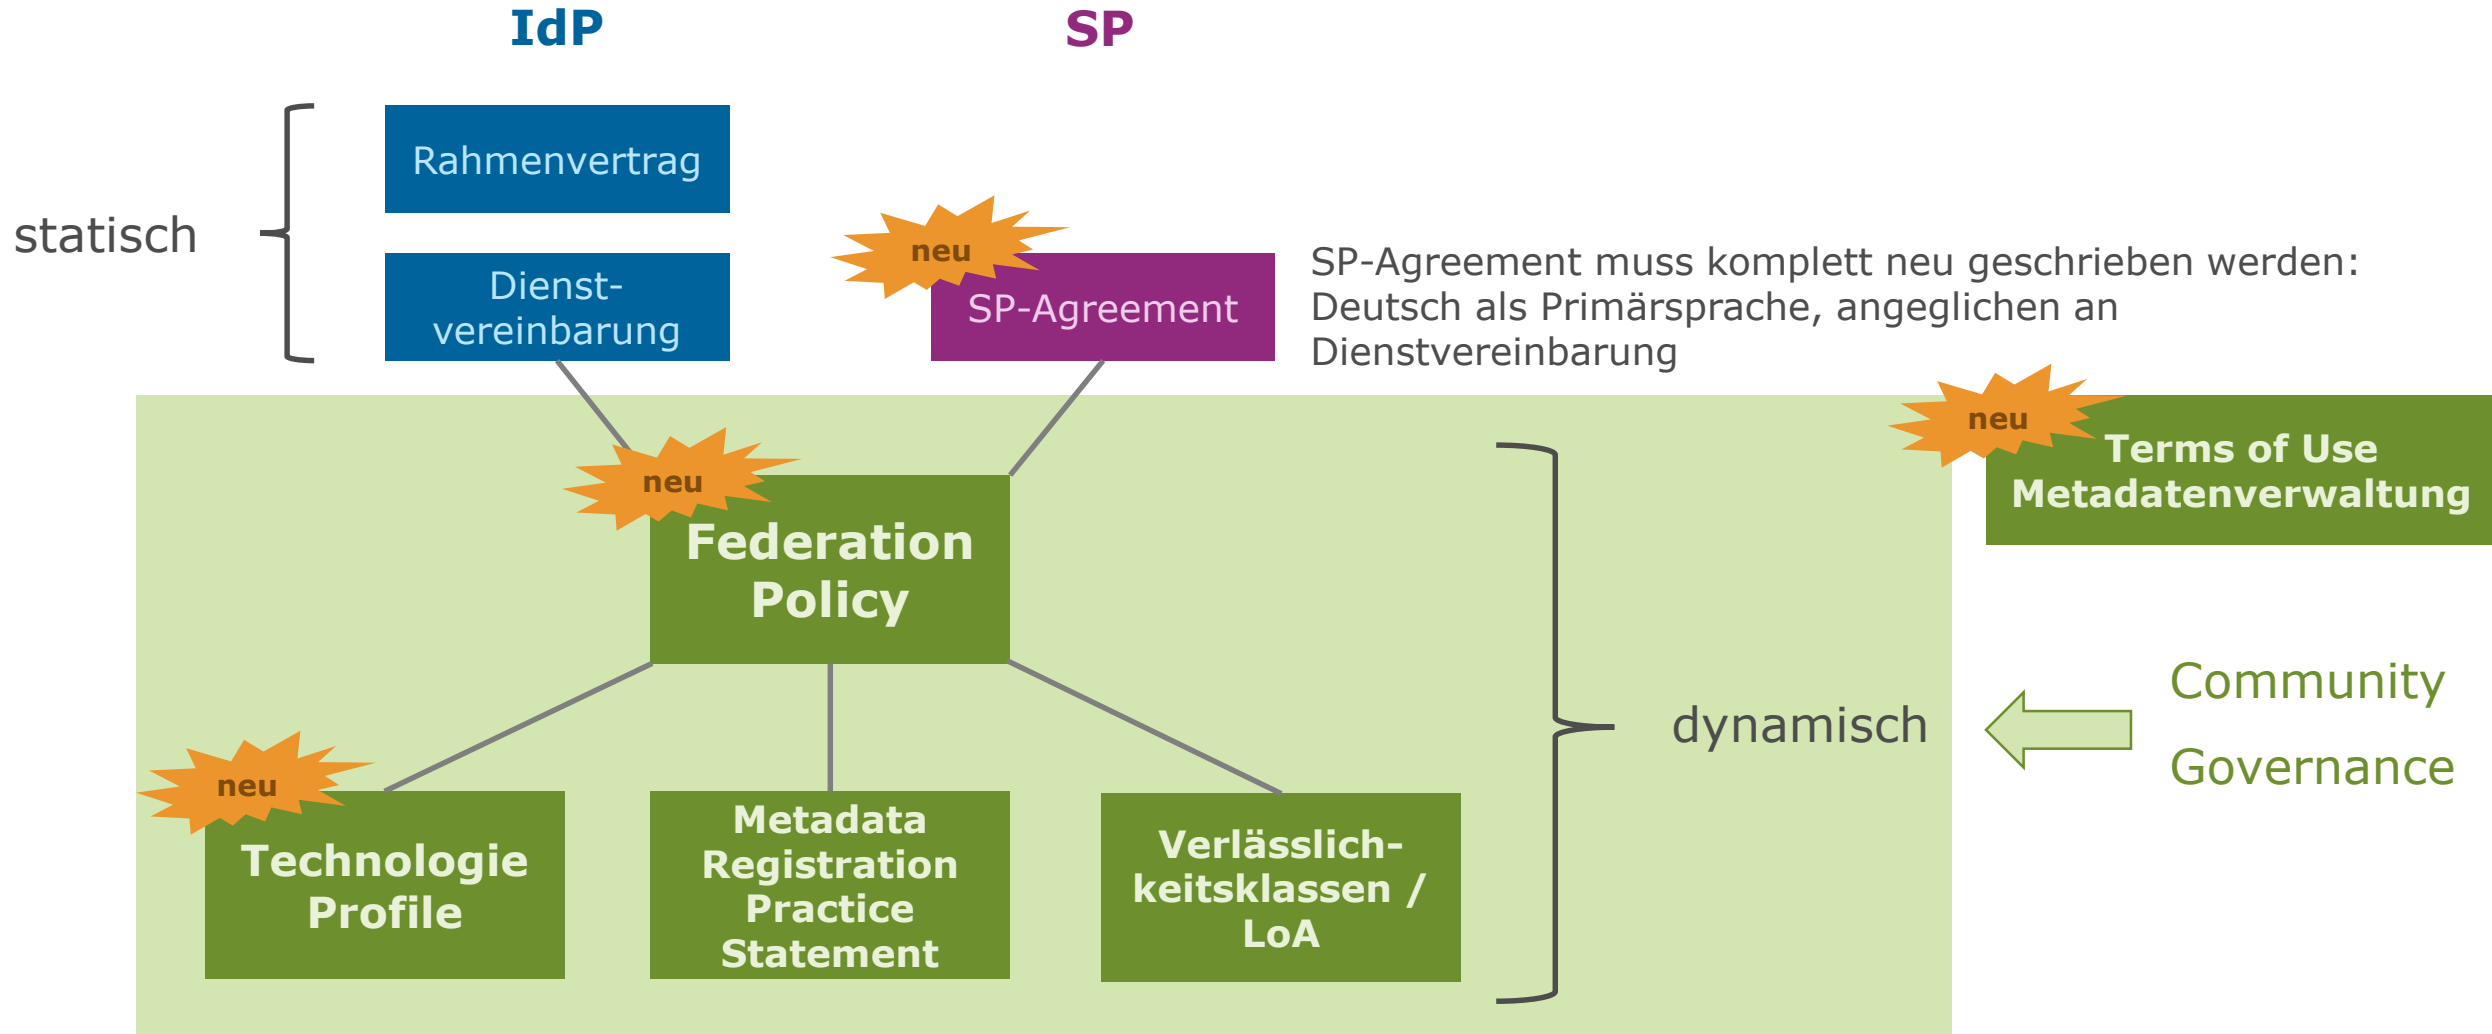 IdP
SP
Rahmenvertrag
statisch
neu
Dienst-
vereinbarung
SP-Agreement
SP-Agreement muss komplett neu geschrieben werden:
Deutsch als Primärsprache, angeglichen an
Dienstvereinbarung
neu
Terms of Use
Metadatenverwaltung
neu
Federation
Policy
dynamisch
Community
Governance
neu
Technologie
Profile
Metadata
Registration
Practice
Statement
Verlässlich-
keitsklassen /
LoA